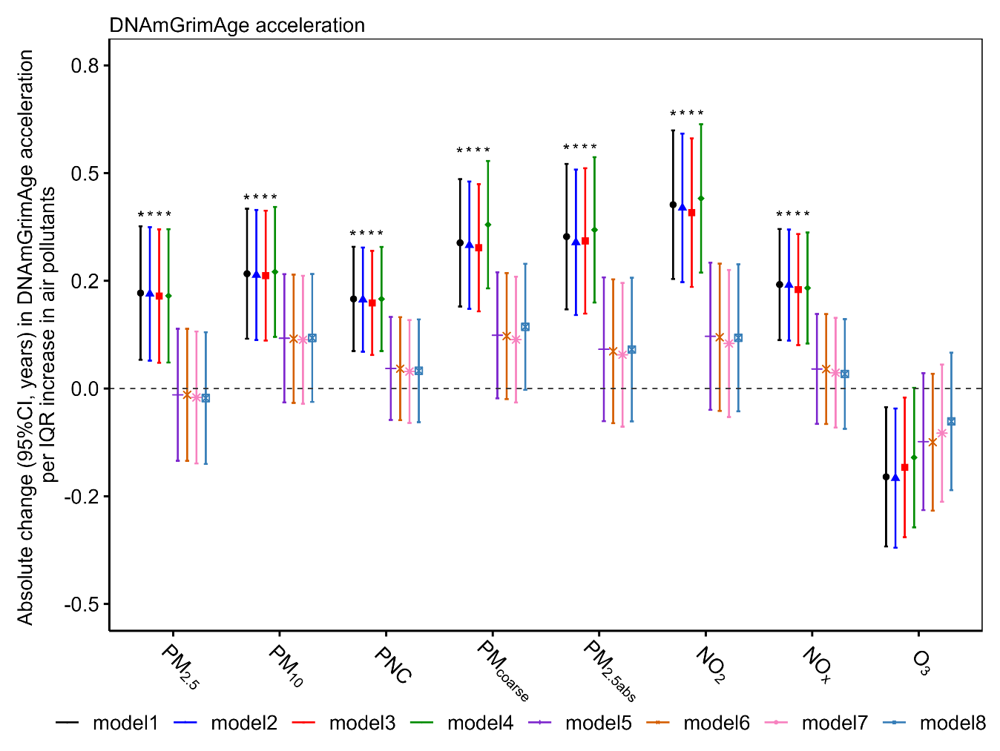 DNAmGrimAge acceleration
Absolute change (95%CI, years) in DNAmGrimAge acceleration
per IQR increase in air pollutants
0.8
0.5
0.2
0.0
-0.2
-0.5
****
****
****
****
****
****
****
PM2.5
PM10
PNC
PMcoarse
PM2.5abs
NO2
NOx
O3
model1 model2 model3 model4 model5 model6 model7 model8